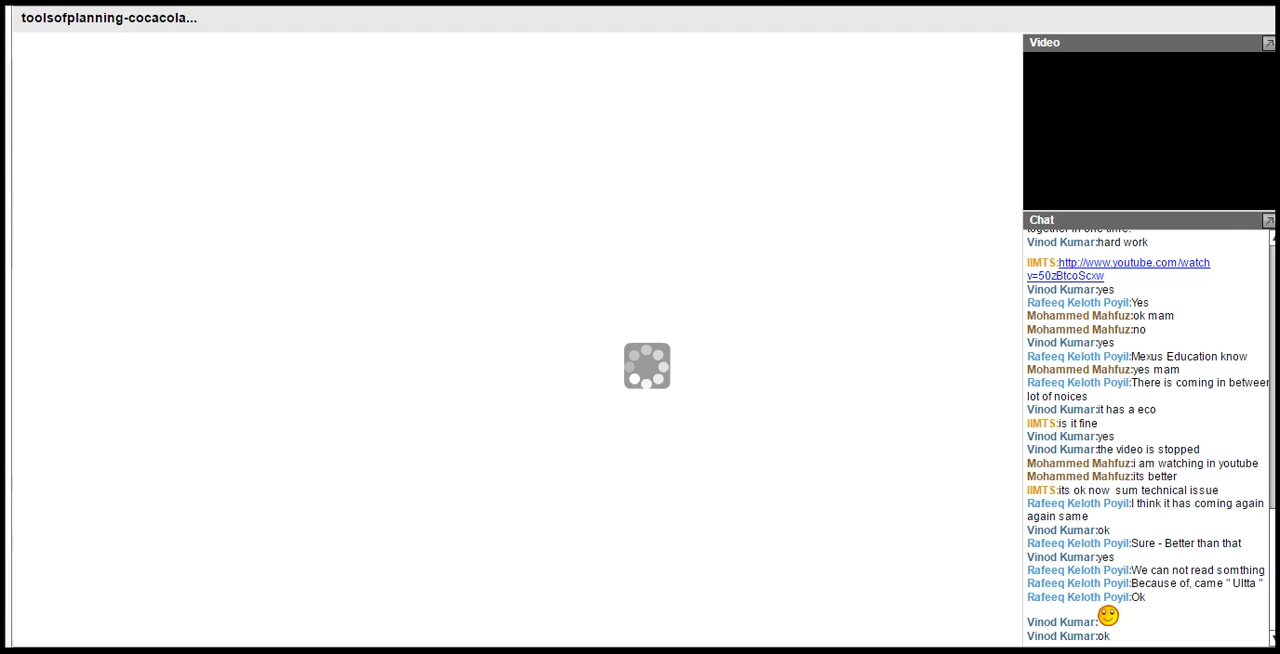 toolsofplanning-cocacola...
Video
Chat
together in one time.
Vinod Kumar:hard work
IIMTS:http://www.youtube.com/watch
v=50zBtcoScxw
Vinod Kumar:yes
Rafeeq Keloth Poyil:Yes
Mohammed Mahfuz:ok mam
Mohammed Mahfuz:no
Vinod Kumar:yes
Rafeeq Keloth Poyil:Mexus Education know
Mohammed Mahfuz:yes mam
Rafeeq Keloth Poyil:There is coming in between
lot of noices
Vinod Kumar:it has a eco
IIMTS:is it fine
Vinod Kumar:yes
Vinod Kumar:the video is stopped
Mohammed Mahfuz:i am watching in youtube
Mohammed Mahfuz:its better
IIMTS:its ok now  sum technical issue
Rafeeq Keloth Poyil:I think it has coming again
again same
Vinod Kumar:ok
Rafeeq Keloth Poyil:Sure - Better than that
Vinod Kumar:yes
Rafeeq Keloth Poyil:We can not read somthing
Rafeeq Keloth Poyil:Because of, came " Ultta "
Rafeeq Keloth Poyil:Ok
Vinod Kumar:
Vinod Kumar:ok